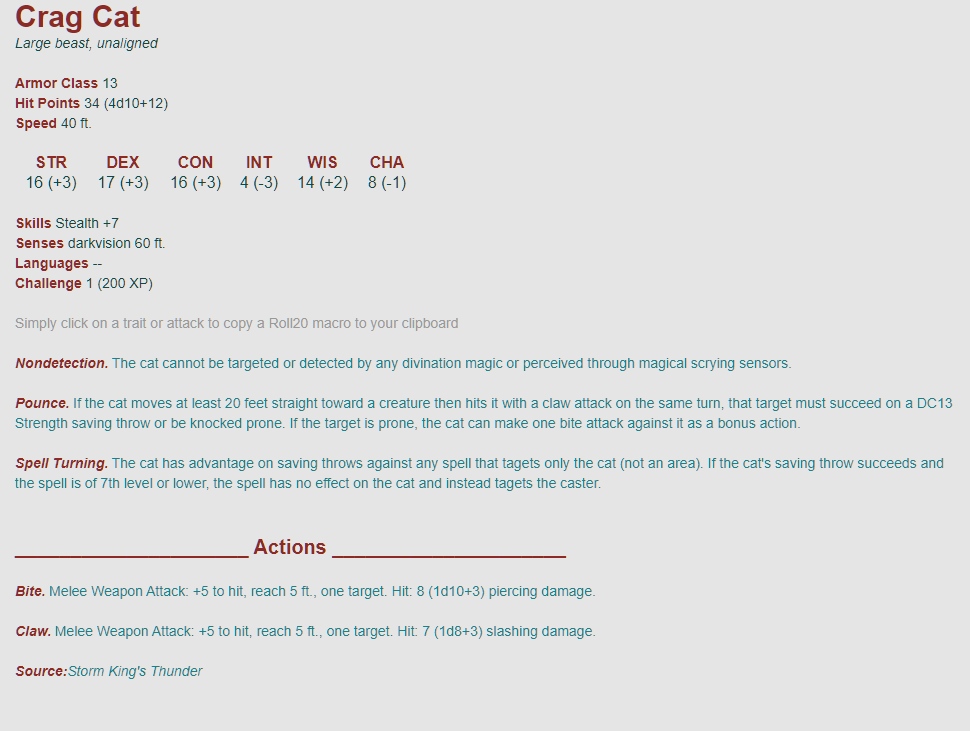 Crag Cat
Large beast, unaligned
Armor Class 13
Hit Points 34 (4d10+12)
Speed 40 ft.
STR DEX CON INT WIS CHA
16 (+3) 17 (+3) 16 (+3) 4 (-3) 14 (+2) 8 (-1)
Skills Stealth +7
Senses darkvision 60 ft.
Languages --
Challenge 1 (200 XP)
Simply click on a trait or attack to copy a Roll20 macro to your clipboard
Nondetection. The cat cannot be targeted or detected by any divination magic or perceived through magical scrying sensors.
Pounce. If the cat moves at least 20 feet straight toward a creature then hits it with a claw attack on the same turn, that target must succeed on a DC13
Strength saving throw or be knocked prone. If the target is prone, the cat can make one bite attack against it as a bonus action.
Spell Turning. The cat has advantage on saving throws against any spell that tagets only the cat (not an area). If the cat's saving throw succeeds and
the spell is of 7th level or lower, the spell has no effect on the cat and instead tagets the caster.
_____________________ Actions _____________________
Bite. Melee Weapon Attack: +5 to hit, reach 5 ft., one target. Hit: 8 (1d10+3) piercing damage.
Claw. Melee Weapon Attack: +5 to hit, reach 5 ft., one target. Hit: 7 (1d8+3) slashing damage.
Source:Storm King's Thunder